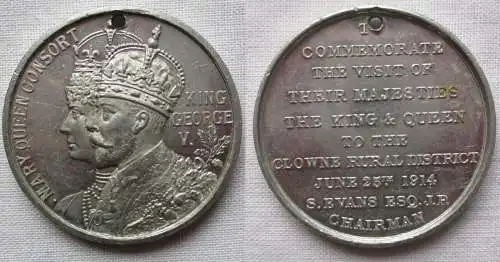 MARY QUEEN CONSORT
KING
GEORGE
V.
TO
COMMEMORATE
THE VISIT OF
THEIR MAJESTIES
THE KING & QUEEN
TO THE
CLOWNE RURAL DISTRICT
JUNE 25TH 1914
S. EVANS ESQ. J.P.
CHAIRMAN